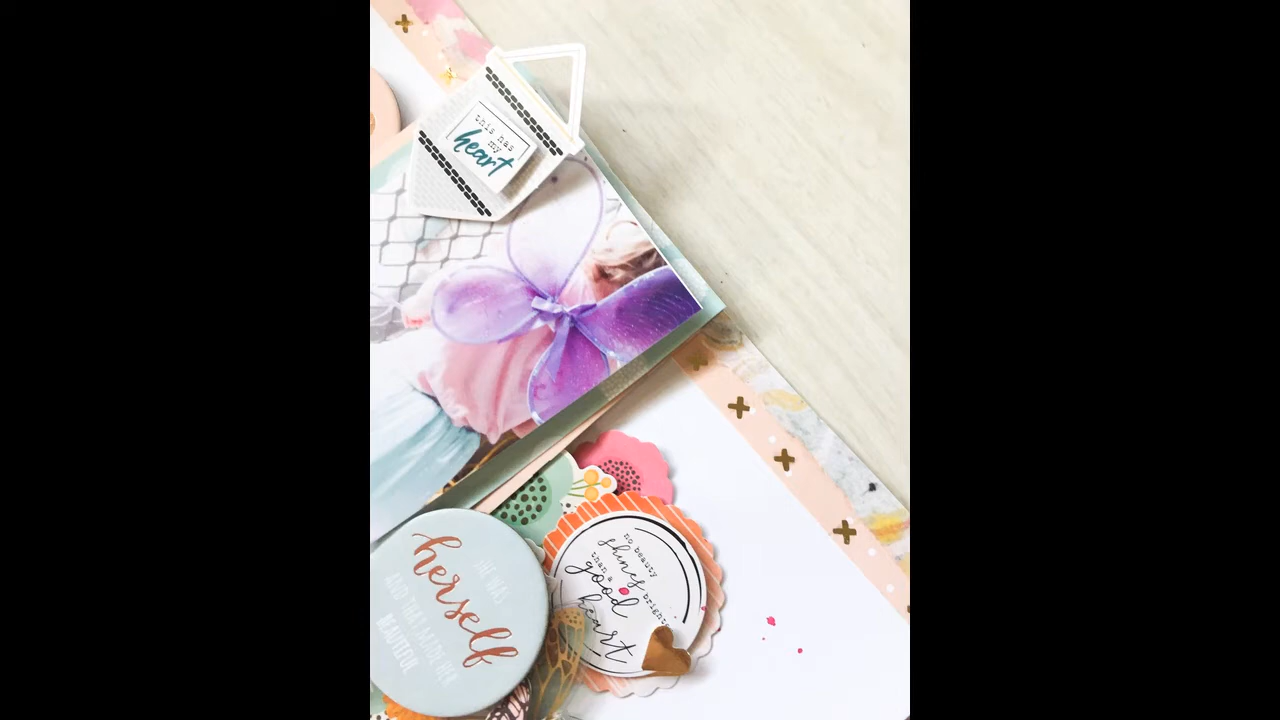 this has
my
heart
no beauty
shines
brighter
than a
good
heart
SHE WAS
herself
AND THAT MADE HER
BEAUTIFUL